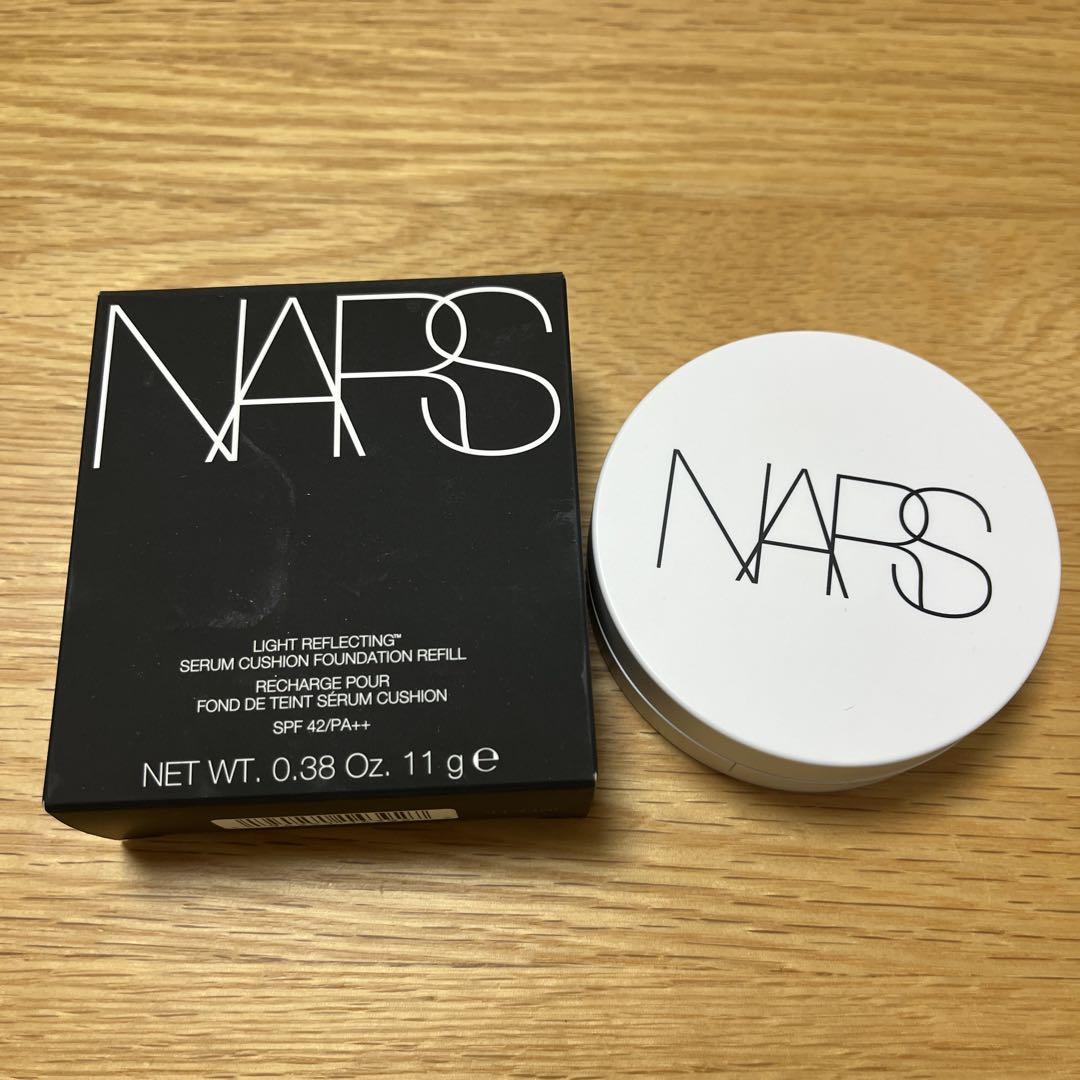 NARS
LIGHT REFLECTING™
SERUM CUSHION FOUNDATION REFILL
RECHARGE POUR
FOND DE TEINT SÉRUM CUSHION
SPF 42/PA++
NET WT. 0.38 Oz. 11 g ℮
NARS